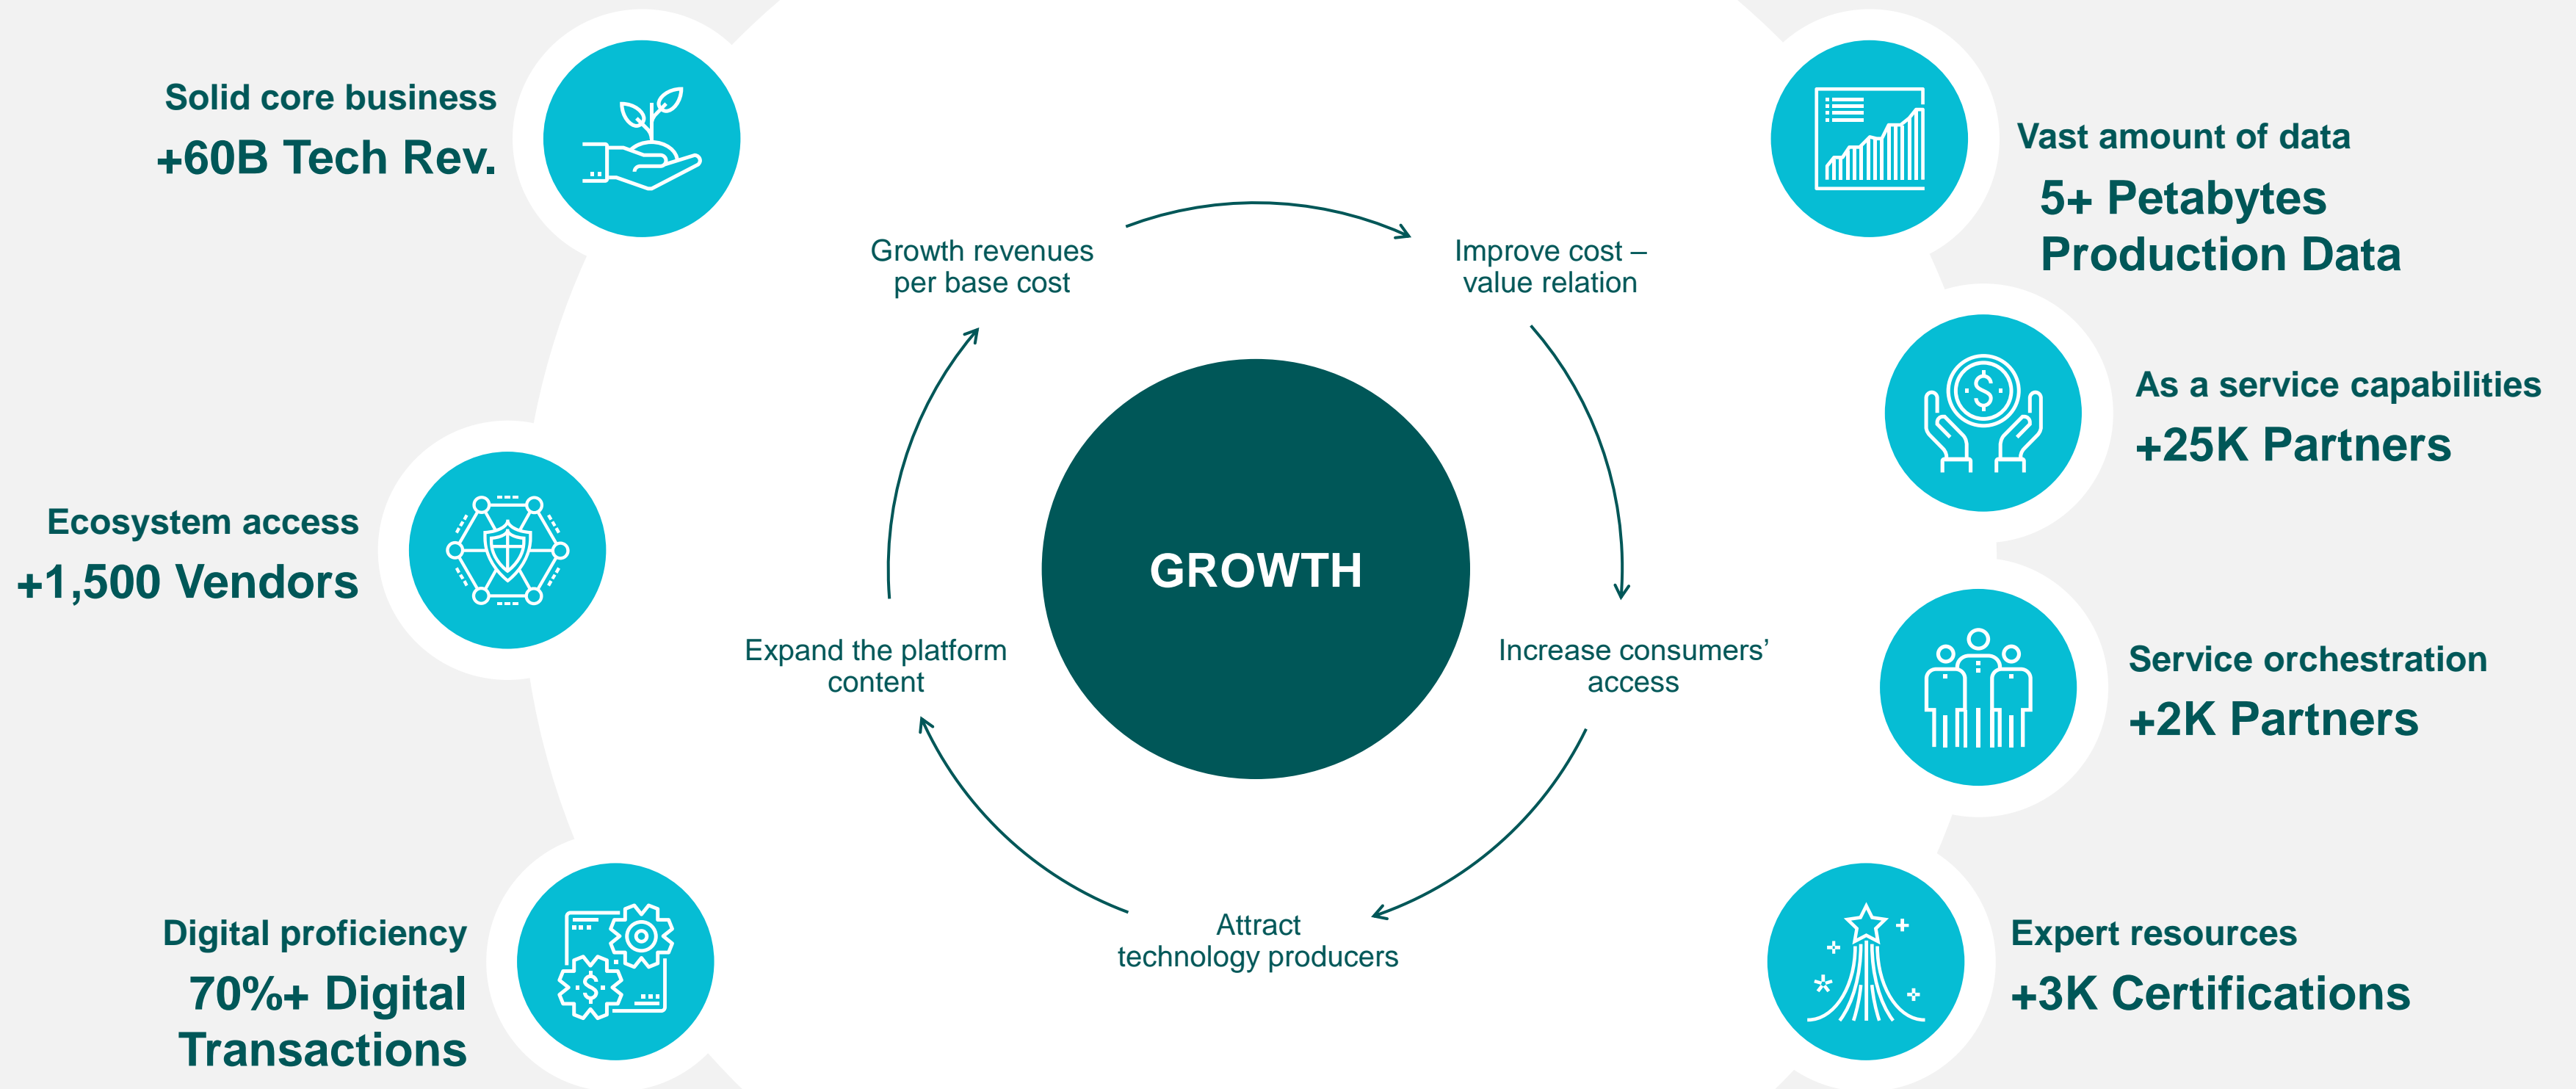 Solid core business
+60B Tech Rev.
Ecosystem access
+1,500 Vendors
Digital proficiency
70%+ Digital
Transactions
Growth revenues
per base cost
Improve cost –
value relation
Increase consumers’
access
Attract
technology producers
Expand the platform
content
GROWTH
Vast amount of data
5+ Petabytes
Production Data
As a service capabilities
+25K Partners
Service orchestration
+2K Partners
Expert resources
+3K Certifications